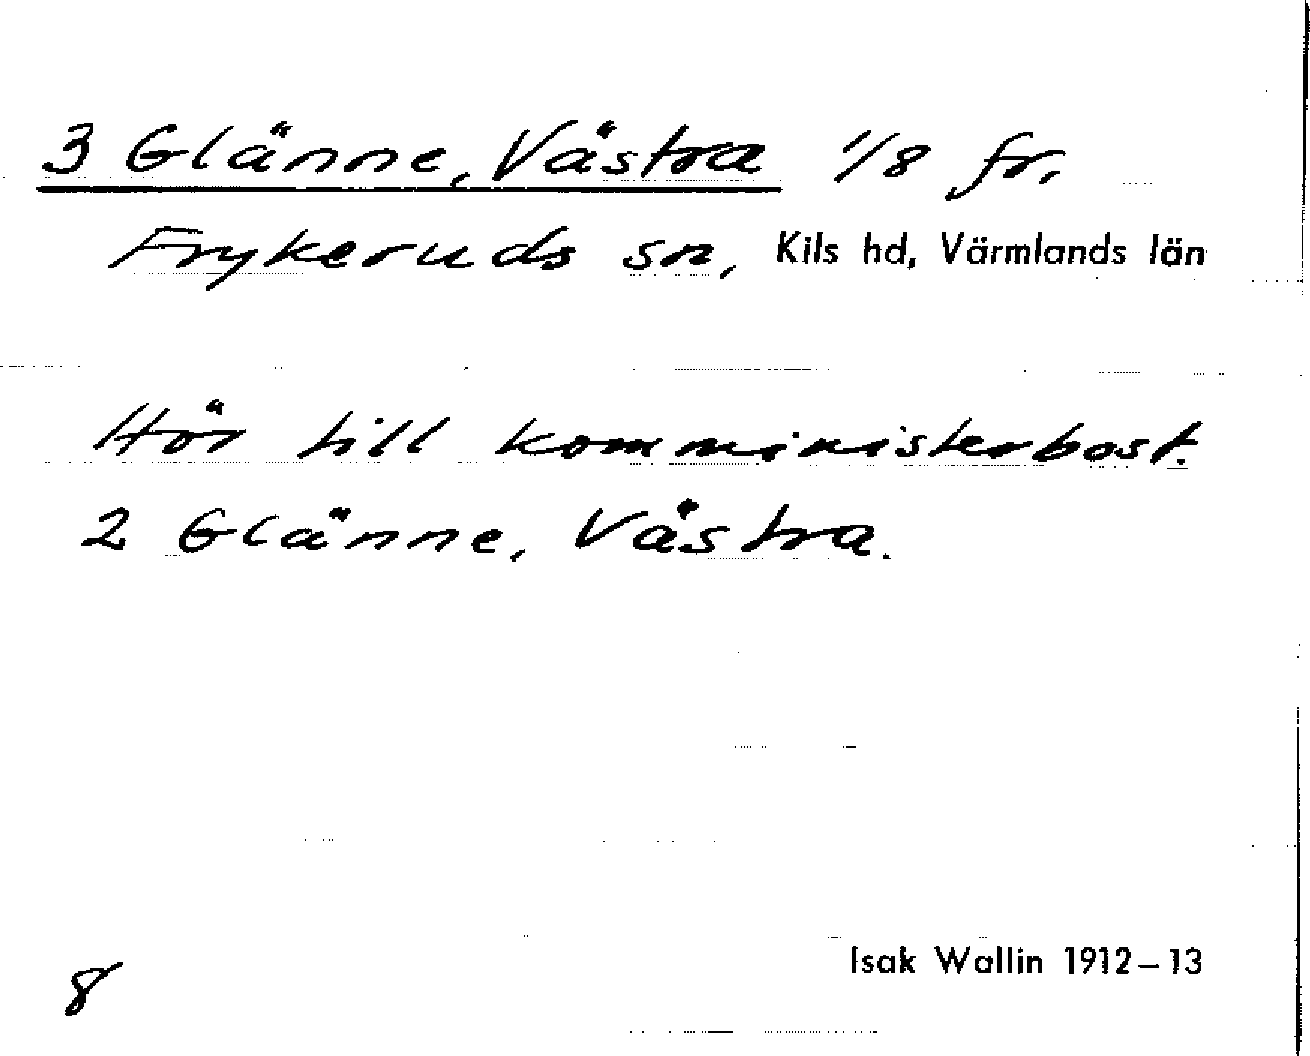 3 Glänne, Västra 1/8 fr.
Frykeruds sn, Kils hd, Värmlands län
Hör till komministerbost.
2 Glänne, Västra.
Isak Wallin 1912–13
8